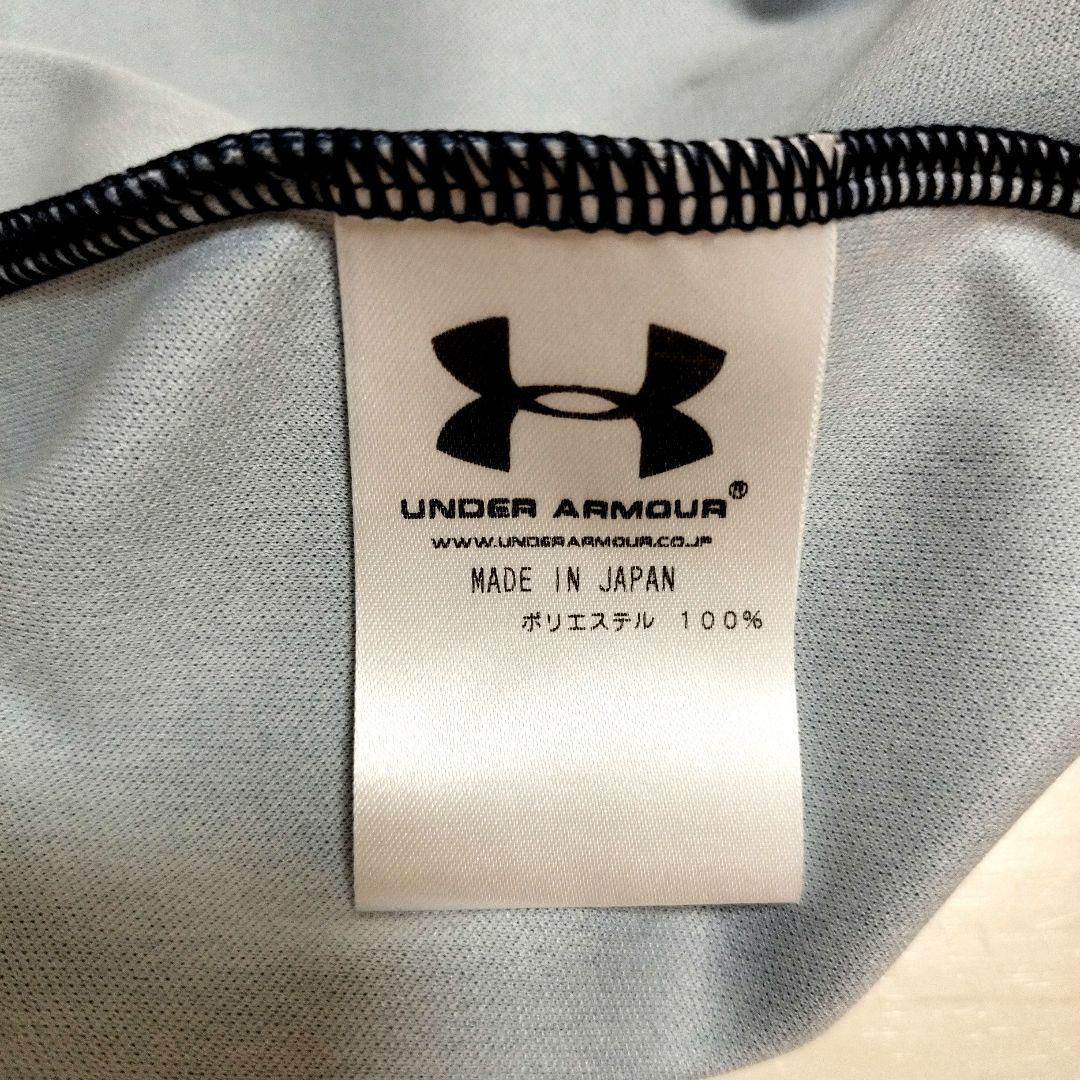 UNDER ARMOUR®
WWW.UNDERARMOUR.CO.JP
MADE IN JAPAN
ポリエステル 100%